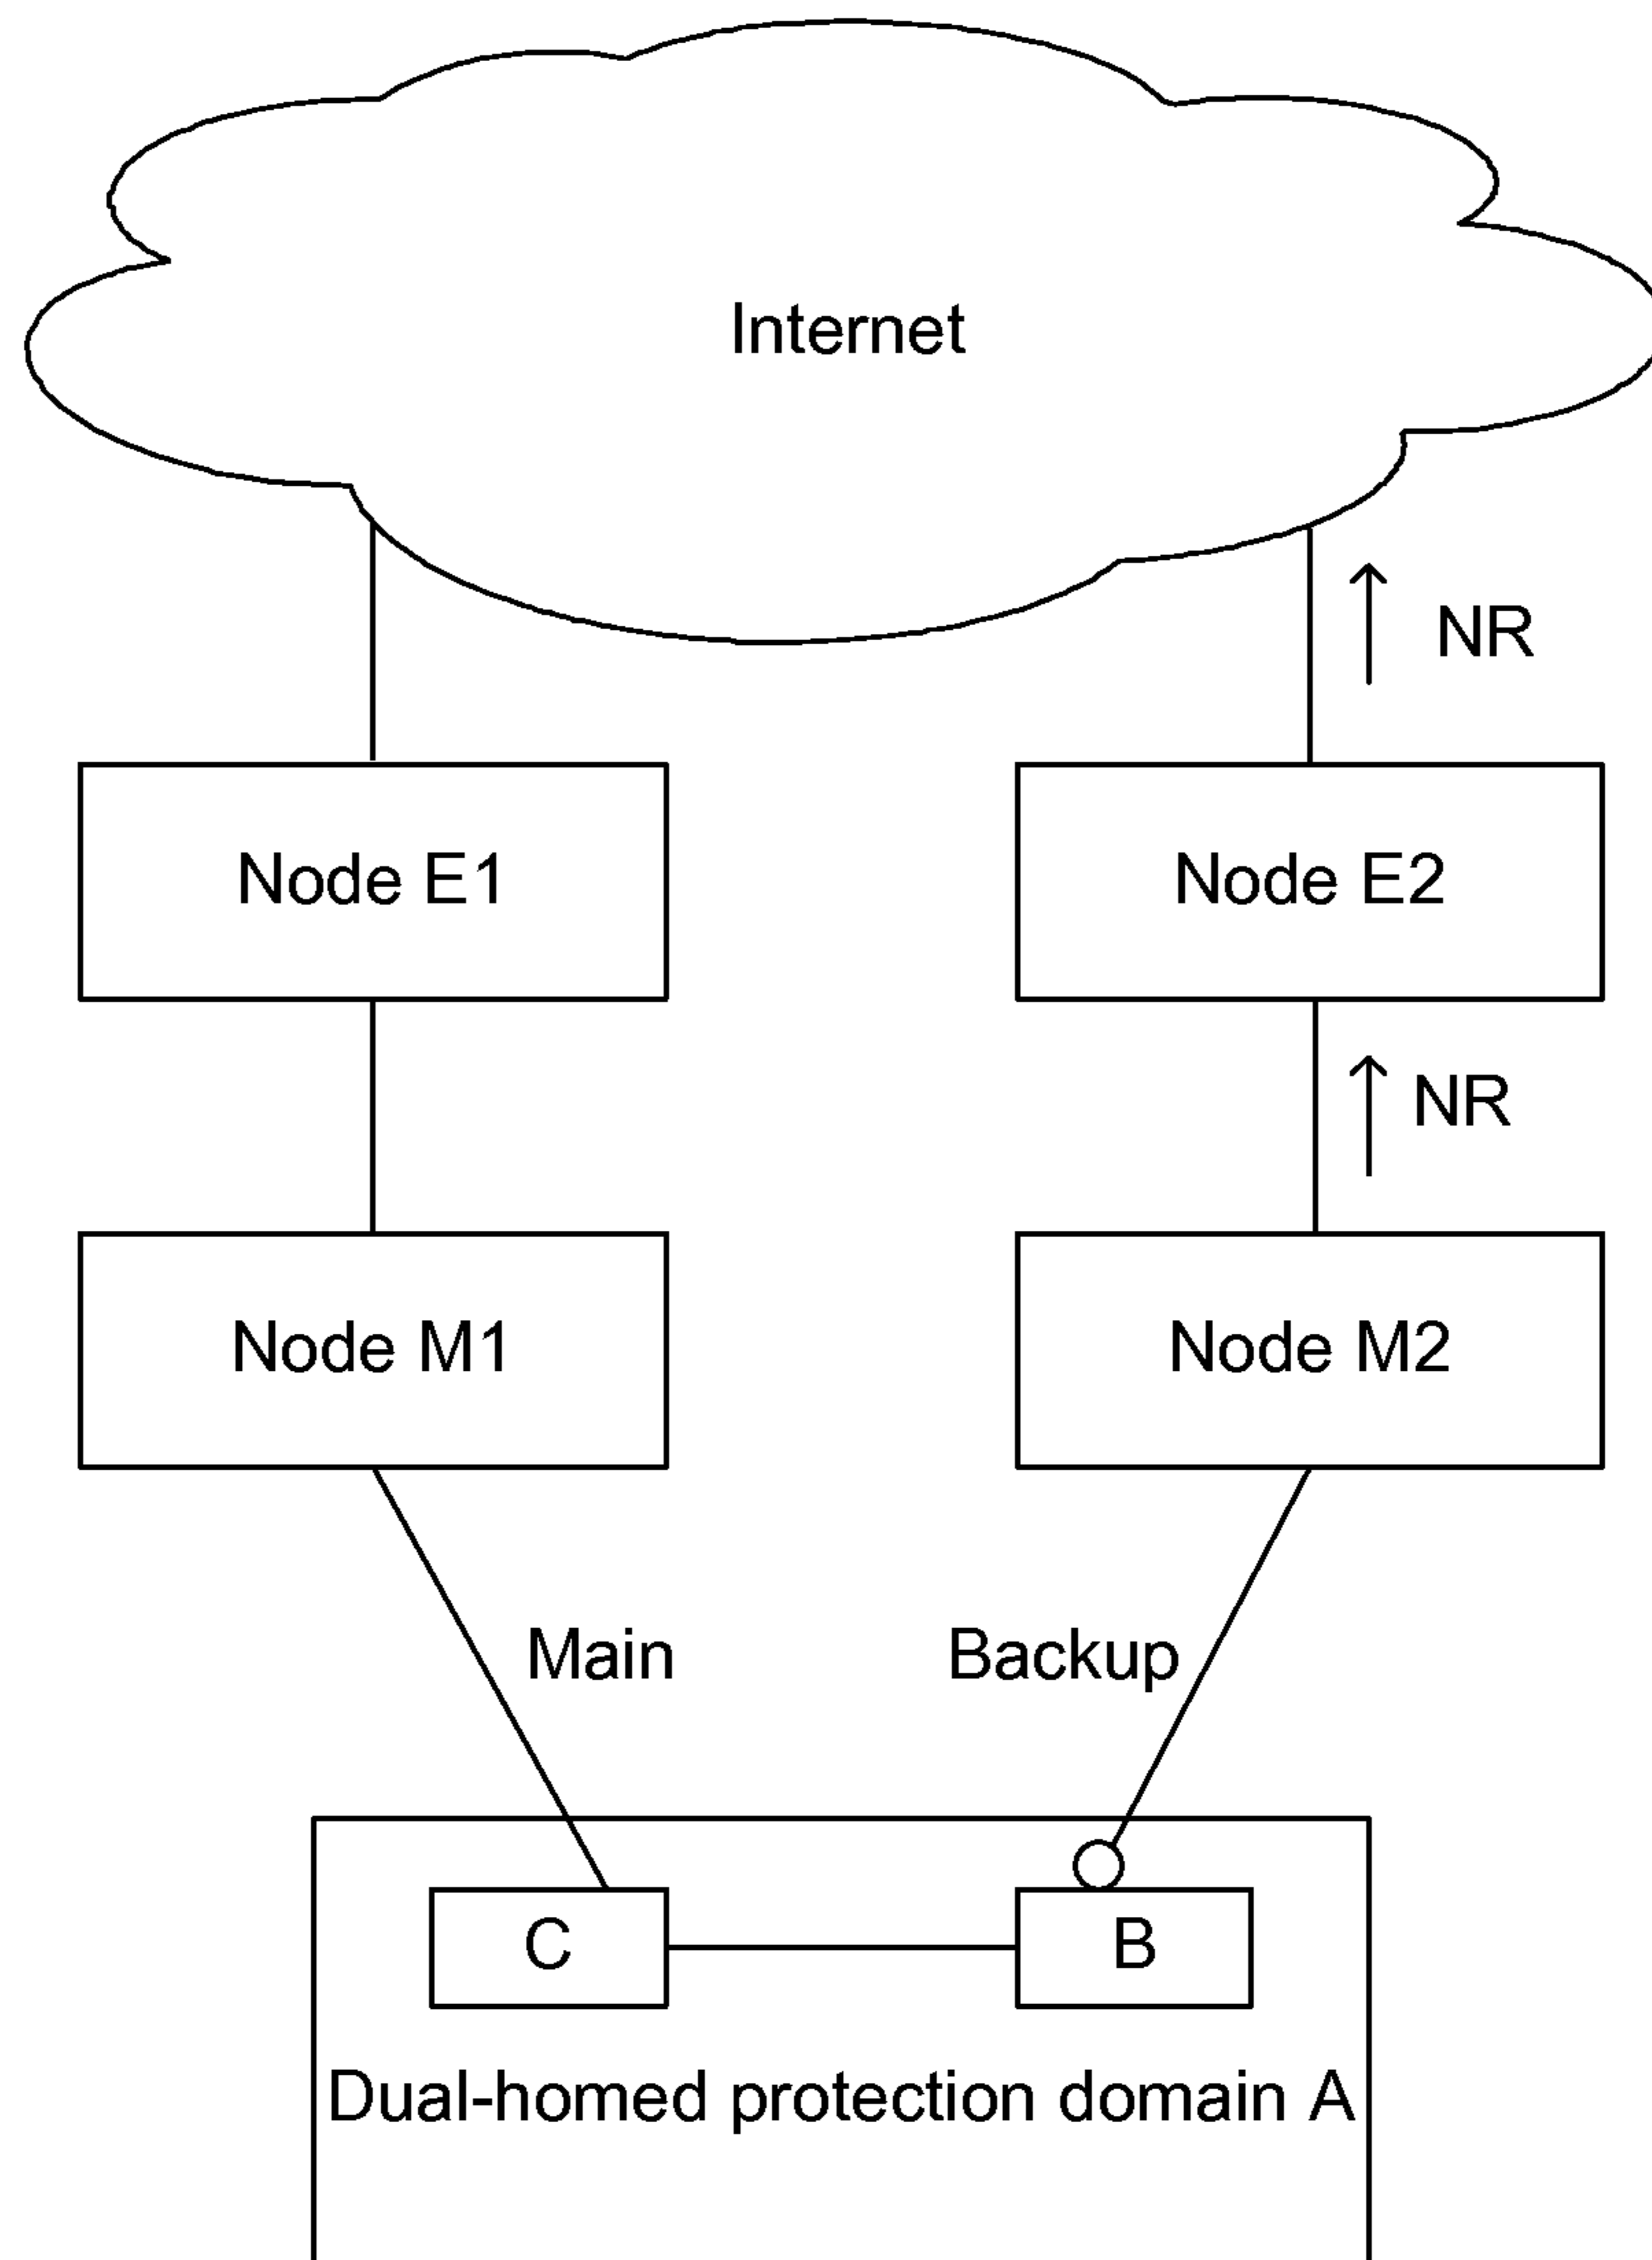 Internet
NR
Node E1
Node E2
NR
Node M1
Node M2
Main
Backup
C
B
Dual-homed protection domain A